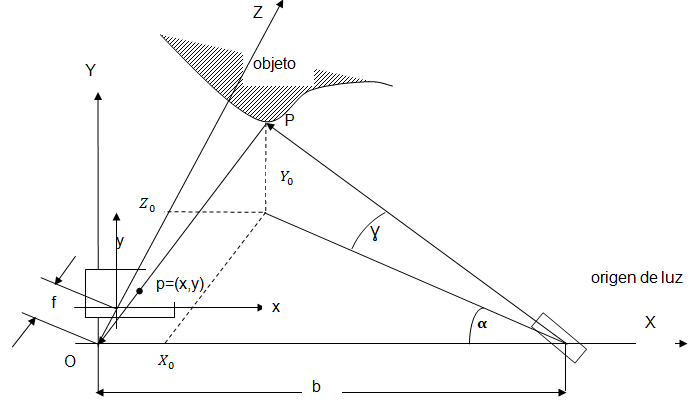 Z
objeto
Y
P
Y₀
Z₀
y
ɣ
p=(x,y)
origen de luz
f
x
α
X
O
X₀
b